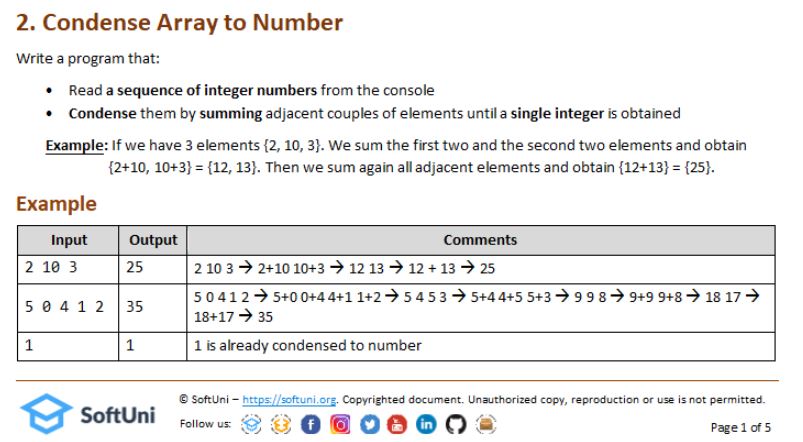 2. Condense Array to Number
Write a program that:
• Read a sequence of integer numbers from the console
• Condense them by summing adjacent couples of elements until a single integer is obtained
Example: If we have 3 elements {2, 10, 3}. We sum the first two and the second two elements and obtain
{2+10, 10+3} = {12, 13}. Then we sum again all adjacent elements and obtain {12+13} = {25}.
Example
Input Output Comments
2 10 3 25 2 10 3 → 2+10 10+3 → 12 13 → 12 + 13 → 25
5 0 4 1 2 35 5 0 4 1 2 → 5+0 0+4 4+1 1+2 → 5 4 5 3 → 5+4 4+5 5+3 → 9 9 8 → 9+9 9+8 → 18 17 →
18+17 → 35
1 1 1 is already condensed to number
SoftUni
© SoftUni – https://softuni.org. Copyrighted document. Unauthorized copy, reproduction or use is not permitted.
Follow us:
Page 1 of 5